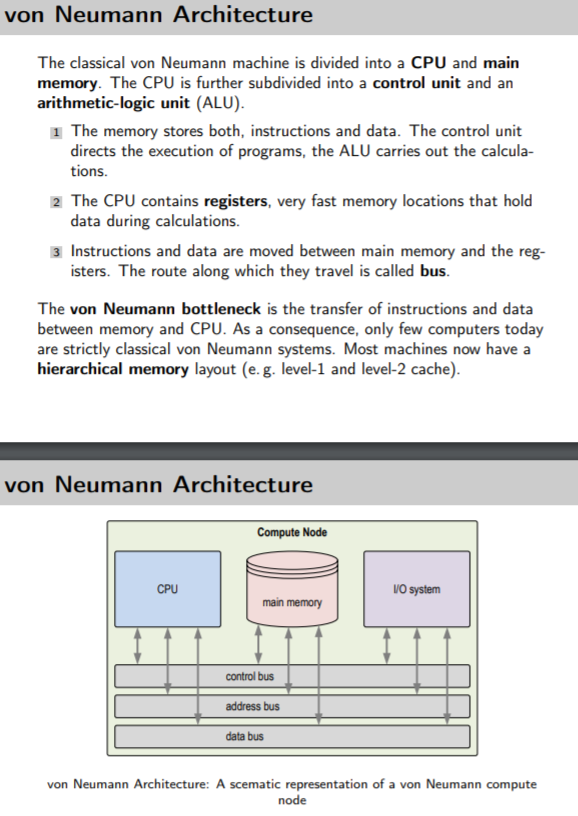 von Neumann Architecture
The classical von Neumann machine is divided into a CPU and main
memory. The CPU is further subdivided into a control unit and an
arithmetic-logic unit (ALU).
1 The memory stores both, instructions and data. The control unit
directs the execution of programs, the ALU carries out the calcula-
tions.
2 The CPU contains registers, very fast memory locations that hold
data during calculations.
3 Instructions and data are moved between main memory and the reg-
isters. The route along which they travel is called bus.
The von Neumann bottleneck is the transfer of instructions and data
between memory and CPU. As a consequence, only few computers today
are strictly classical von Neumann systems. Most machines now have a
hierarchical memory layout (e. g. level-1 and level-2 cache).
von Neumann Architecture
Compute Node
CPU
main memory
I/O system
control bus
address bus
data bus
von Neumann Architecture: A scematic representation of a von Neumann compute
node